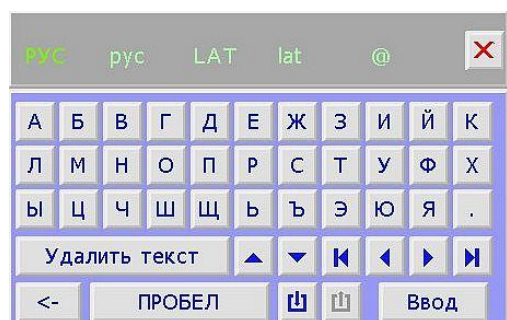 РУС рус LAT lat @
А Б В Г Д Е Ж З И Й К
Л М Н О П Р С Т У Ф Х
Ы Ц Ч Ш Щ Ь Ъ Э Ю Я .
Удалить текст
<- ПРОБЕЛ Ввод